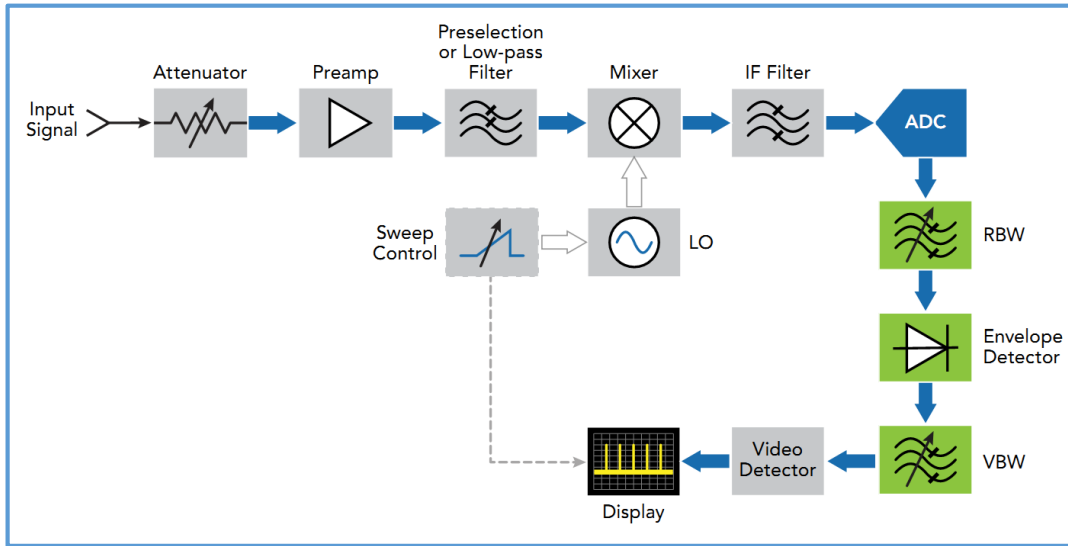 Preselection
or Low-pass
Filter
Attenuator
Preamp
Mixer
IF Filter
Input
Signal
ADC
Sweep
Control
LO
RBW
Envelope
Detector
Video
Detector
VBW
Display